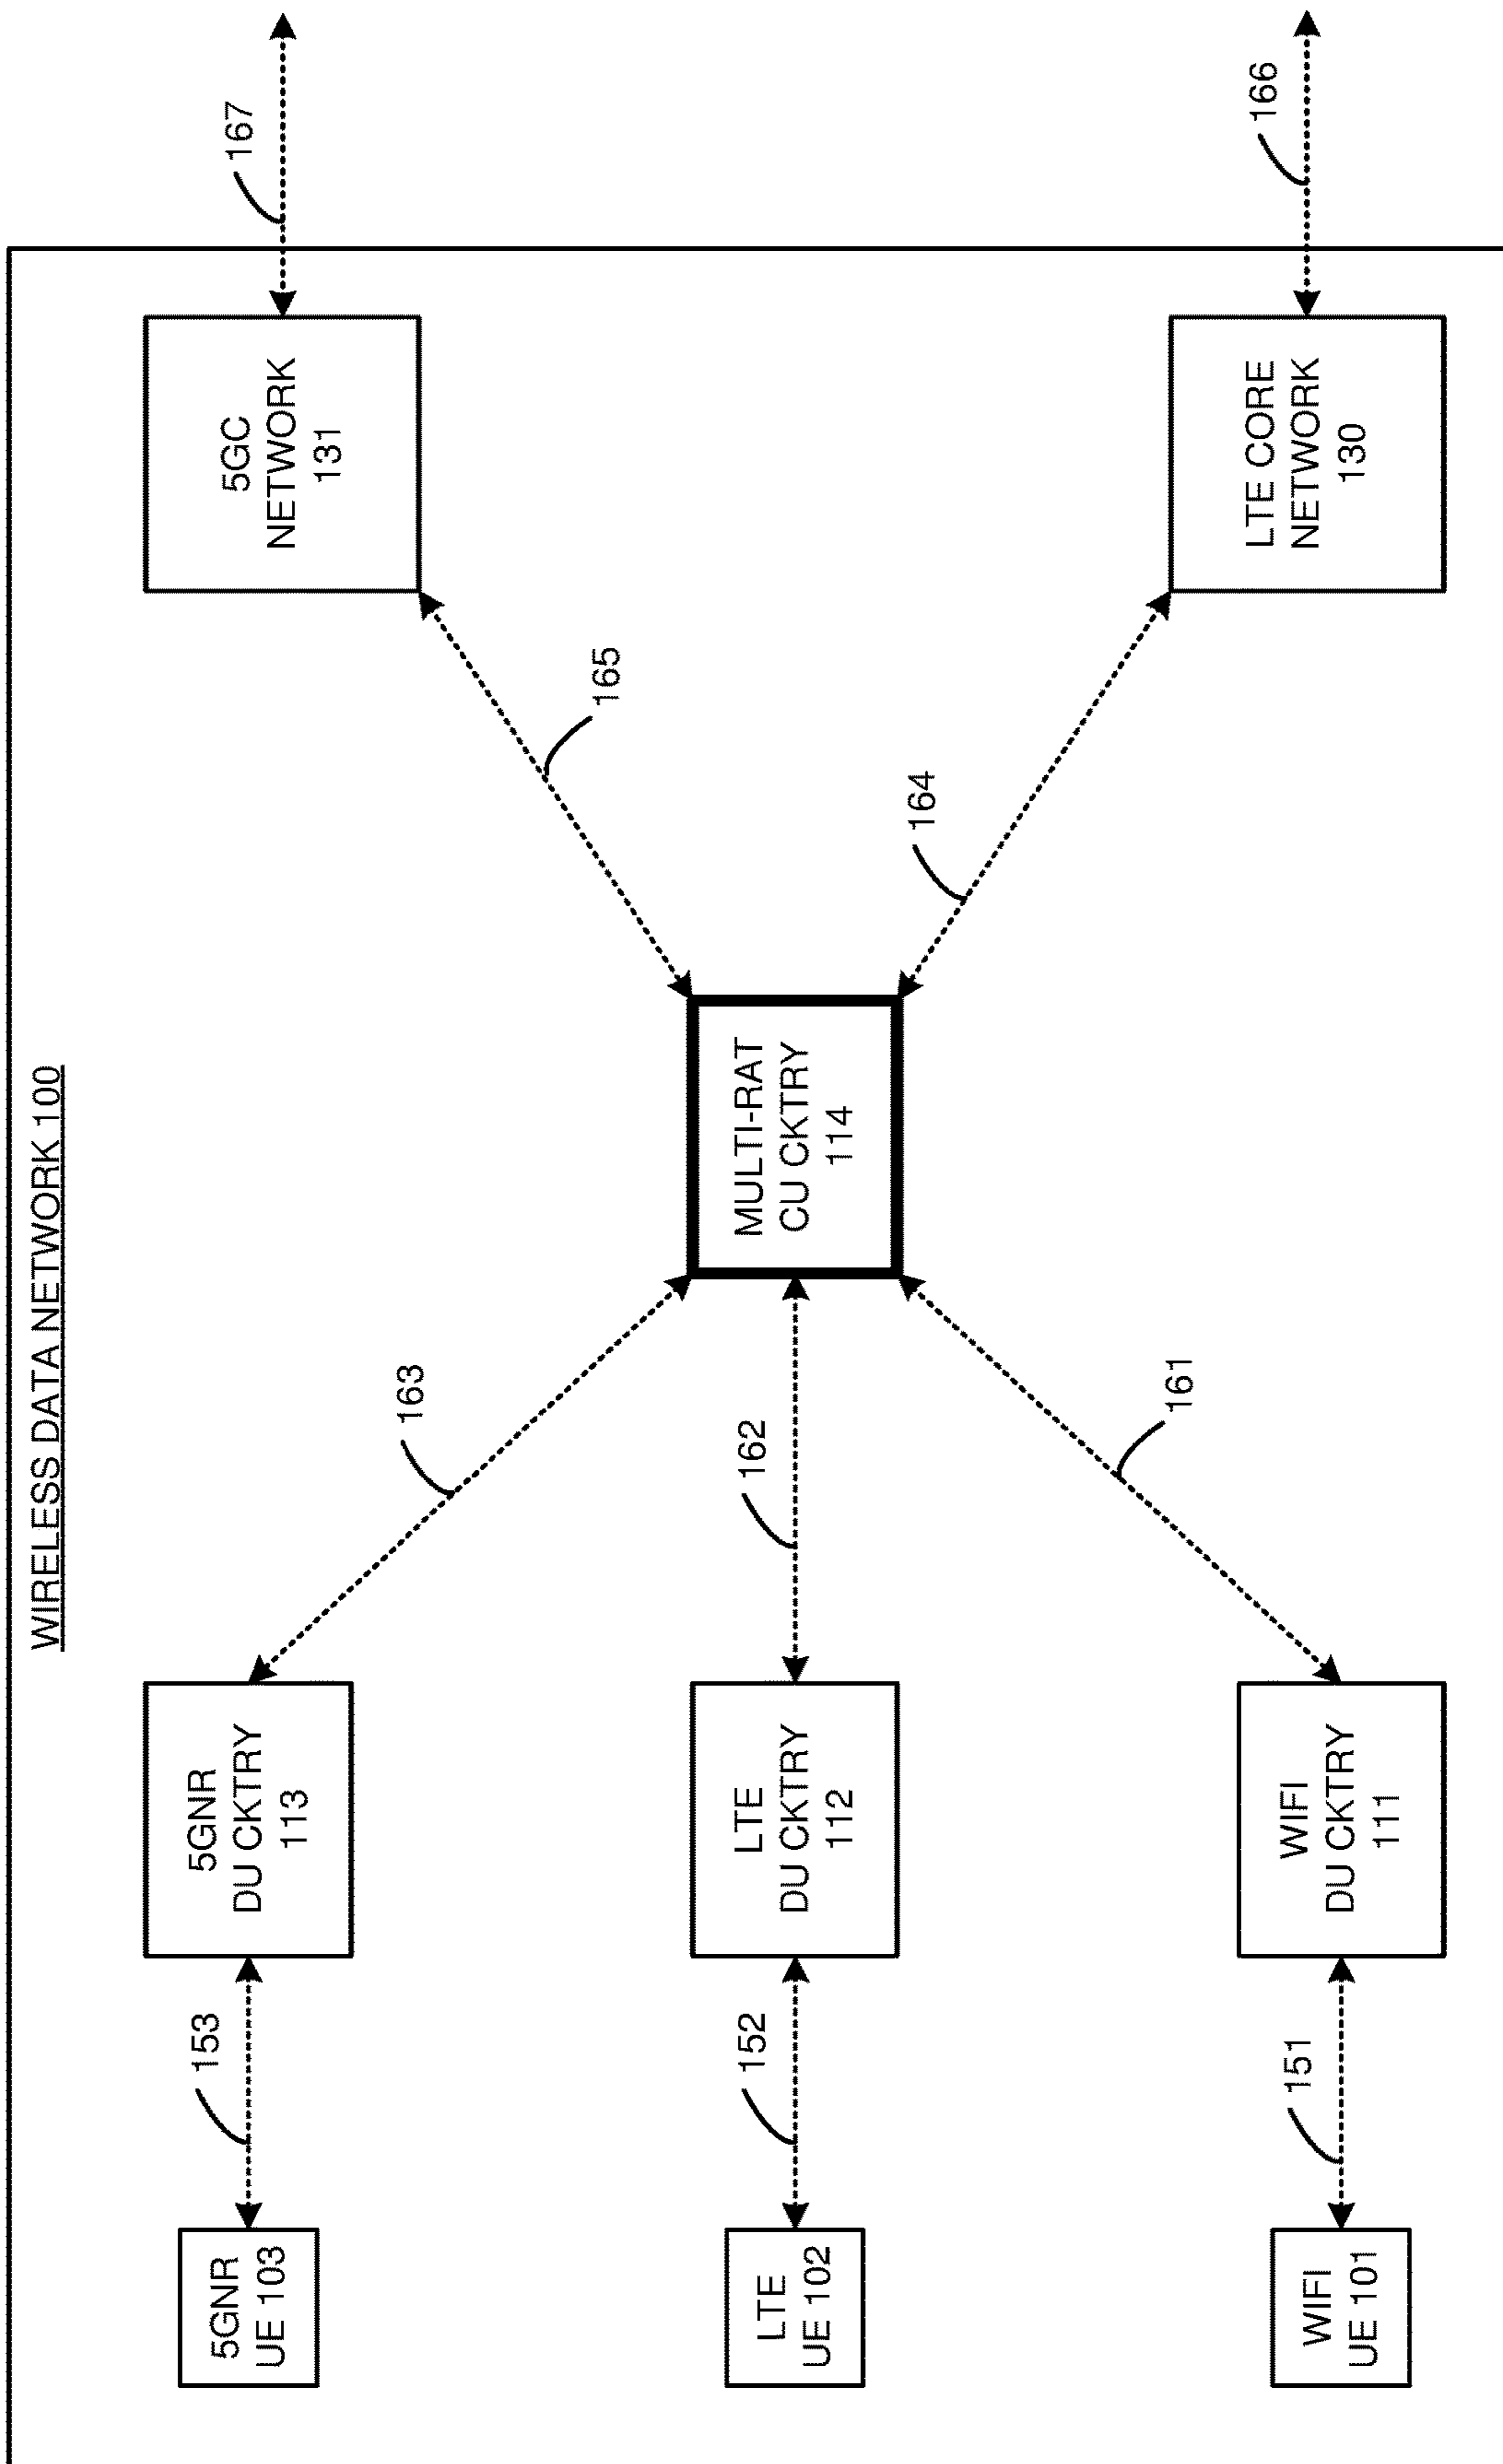 WIRELESS DATA NETWORK 100
5GNR
UE 103
153
5GNR
DU CKTRY
113
163
LTE
UE 102
152
LTE
DU CKTRY
112
162
WIFI
UE 101
151
WIFI
DU CKTRY
111
161
MULTI-RAT
CU CKTRY
114
165
5GC
NETWORK
131
167
164
LTE CORE
NETWORK
130
166